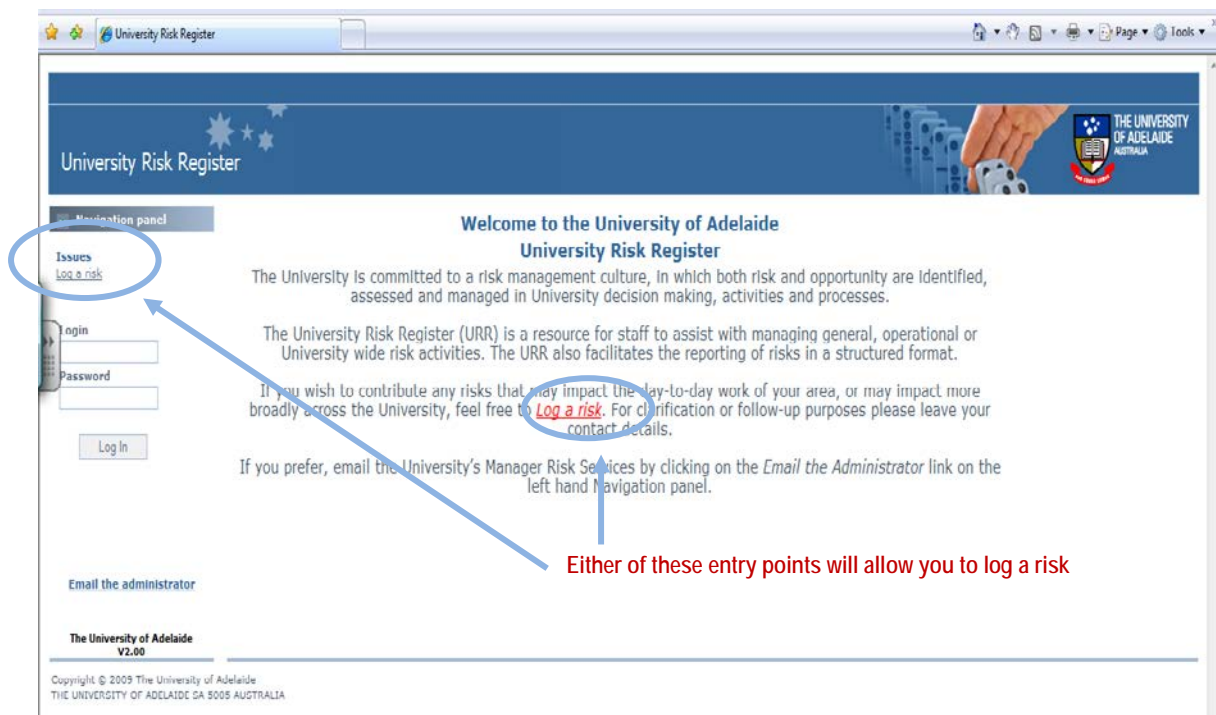 University Risk Register
Page
Tools
University Risk Register
THE UNIVERSITY
OF ADELAIDE
AUSTRALIA
Navigation panel
Issues
Log a risk
Login
Password
Log In
Welcome to the University of Adelaide
University Risk Register
The University is committed to a risk management culture, in which both risk and opportunity are identified,
assessed and managed in University decision making, activities and processes.
The University Risk Register (URR) is a resource for staff to assist with managing general, operational or
University wide risk activities. The URR also facilitates the reporting of risks in a structured format.
If you wish to contribute any risks that may impact the day-to-day work of your area, or may impact more
broadly across the University, feel free to Log a risk. For clarification or follow-up purposes please leave your
contact details.
If you prefer, email the University's Manager Risk Services by clicking on the Email the Administrator link on the
left hand Navigation panel.
Either of these entry points will allow you to log a risk
Email the administrator
The University of Adelaide
V2.00
Copyright © 2009 The University of Adelaide
THE UNIVERSITY OF ADELAIDE SA 5005 AUSTRALIA